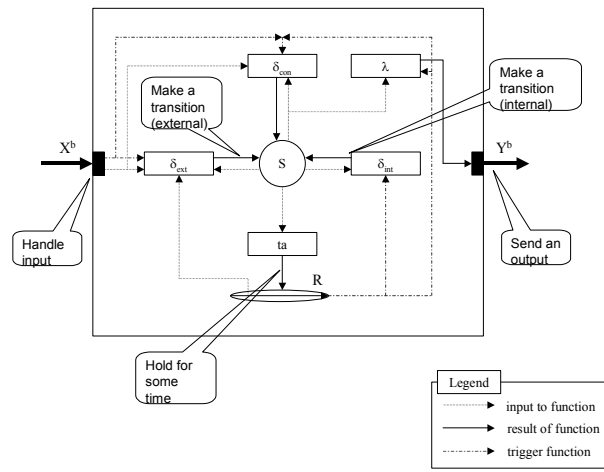 δcon
λ
Make a
transition
(external)
Make a
transition
(internal)
Xᵇ
δext
S
δint
Yᵇ
Handle
input
ta
Send an
output
R
Hold for
some
time
Legend
input to function
result of function
trigger function